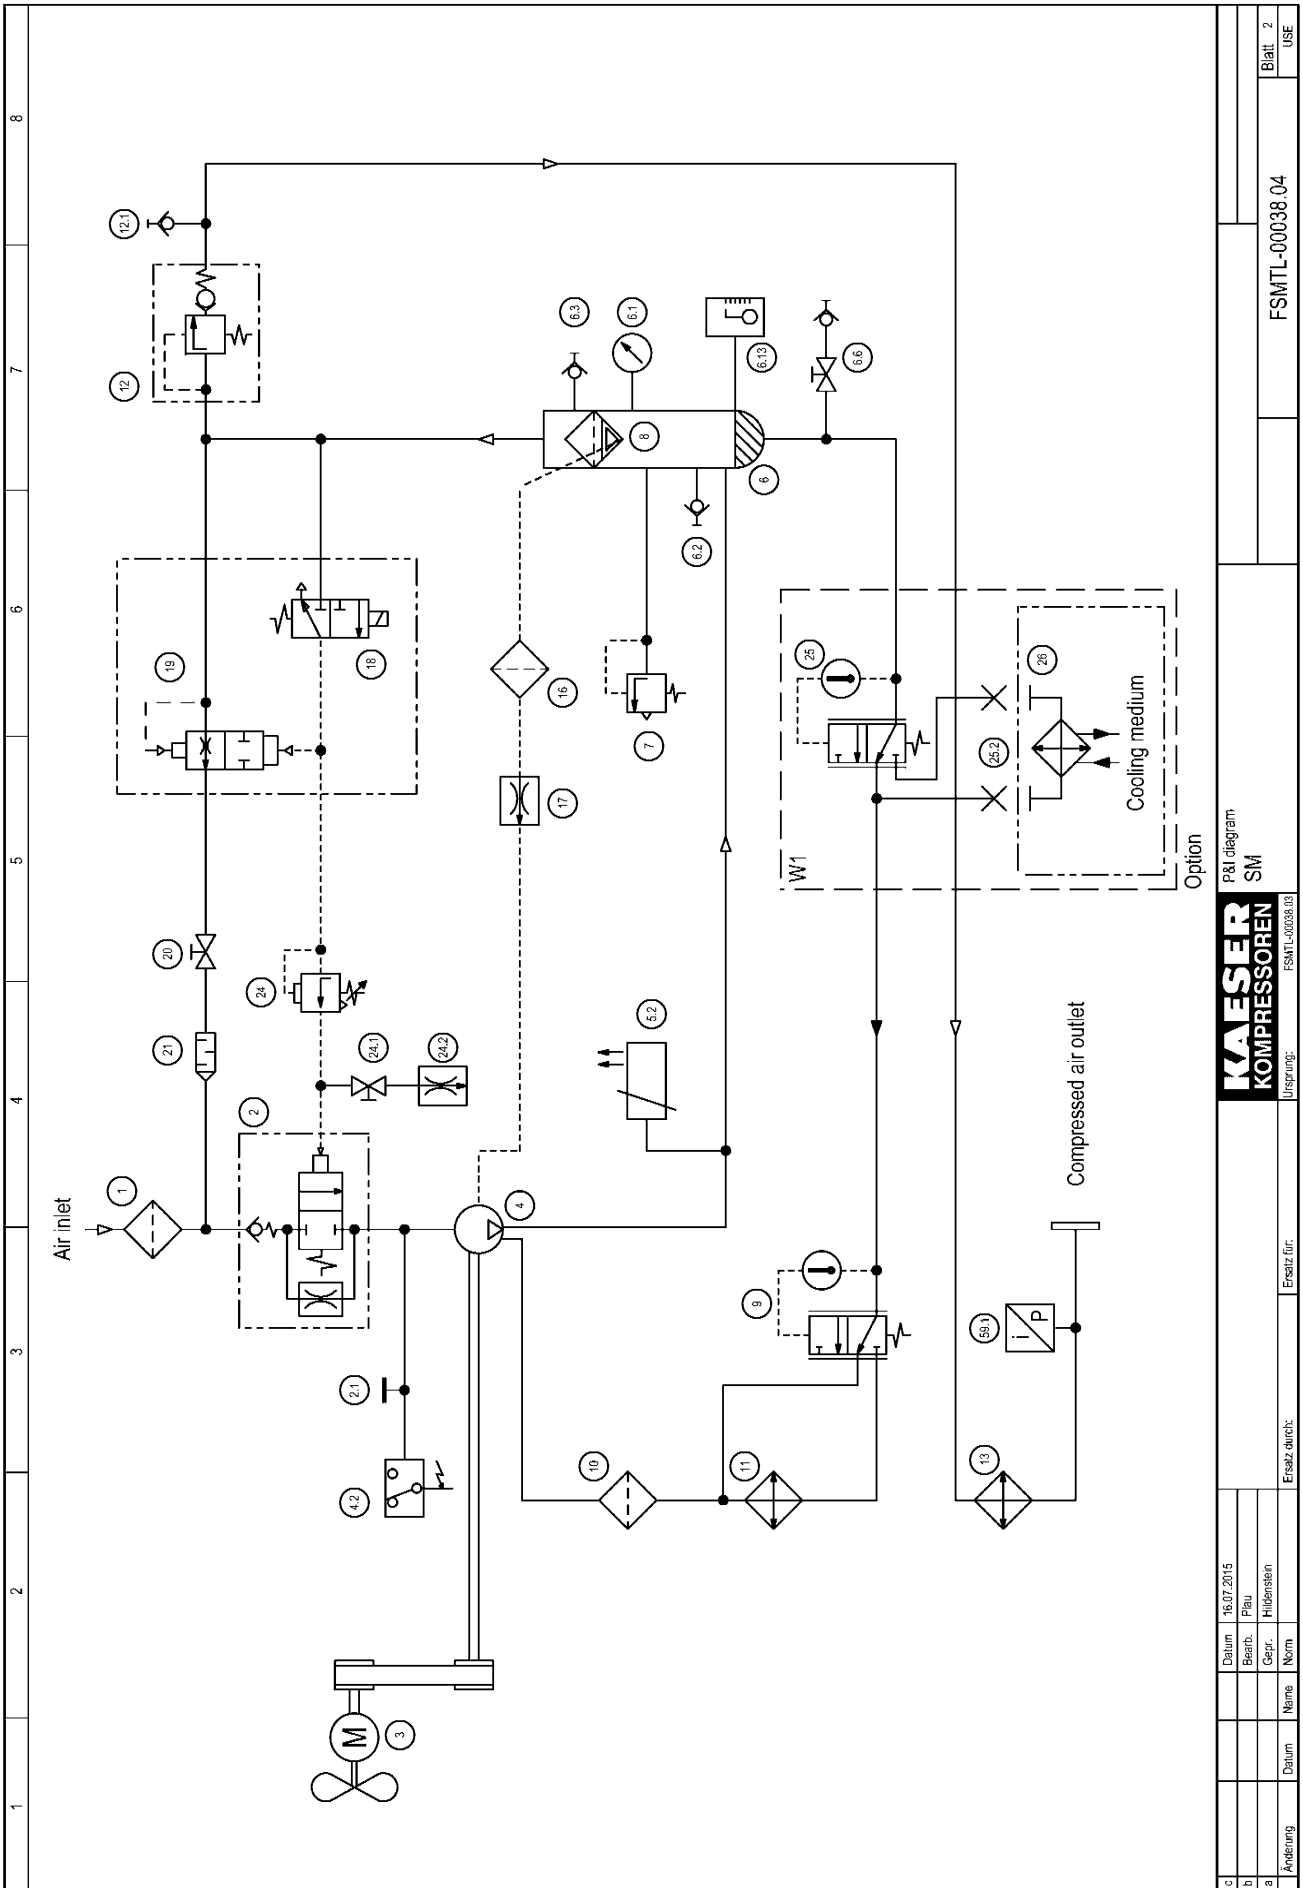 1
2
3
4
5
6
7
8
Air inlet
1
2
2.1
4.2
3
M
4
21
20
24
24.1
24.2
19
18
12
12.1
16
17
7
6.3
6.1
8
6.13
6.6
6
6.2
5.2
25
25.2
26
Cooling medium
W1
Option
9
10
11
13
59.1
i
P
Compressed air outlet
c
b
a
Änderung
Datum
Name
Datum 16.07.2015
Bearb. Plau
Gepr. Hildenstein
Norm
Ersatz durch:
Ersatz für:
KAESER
KOMPRESSOREN
Ursprung: FSMTL-00038.03
P&I diagram
SM
FSMTL-00038.04
Blatt 2
USE